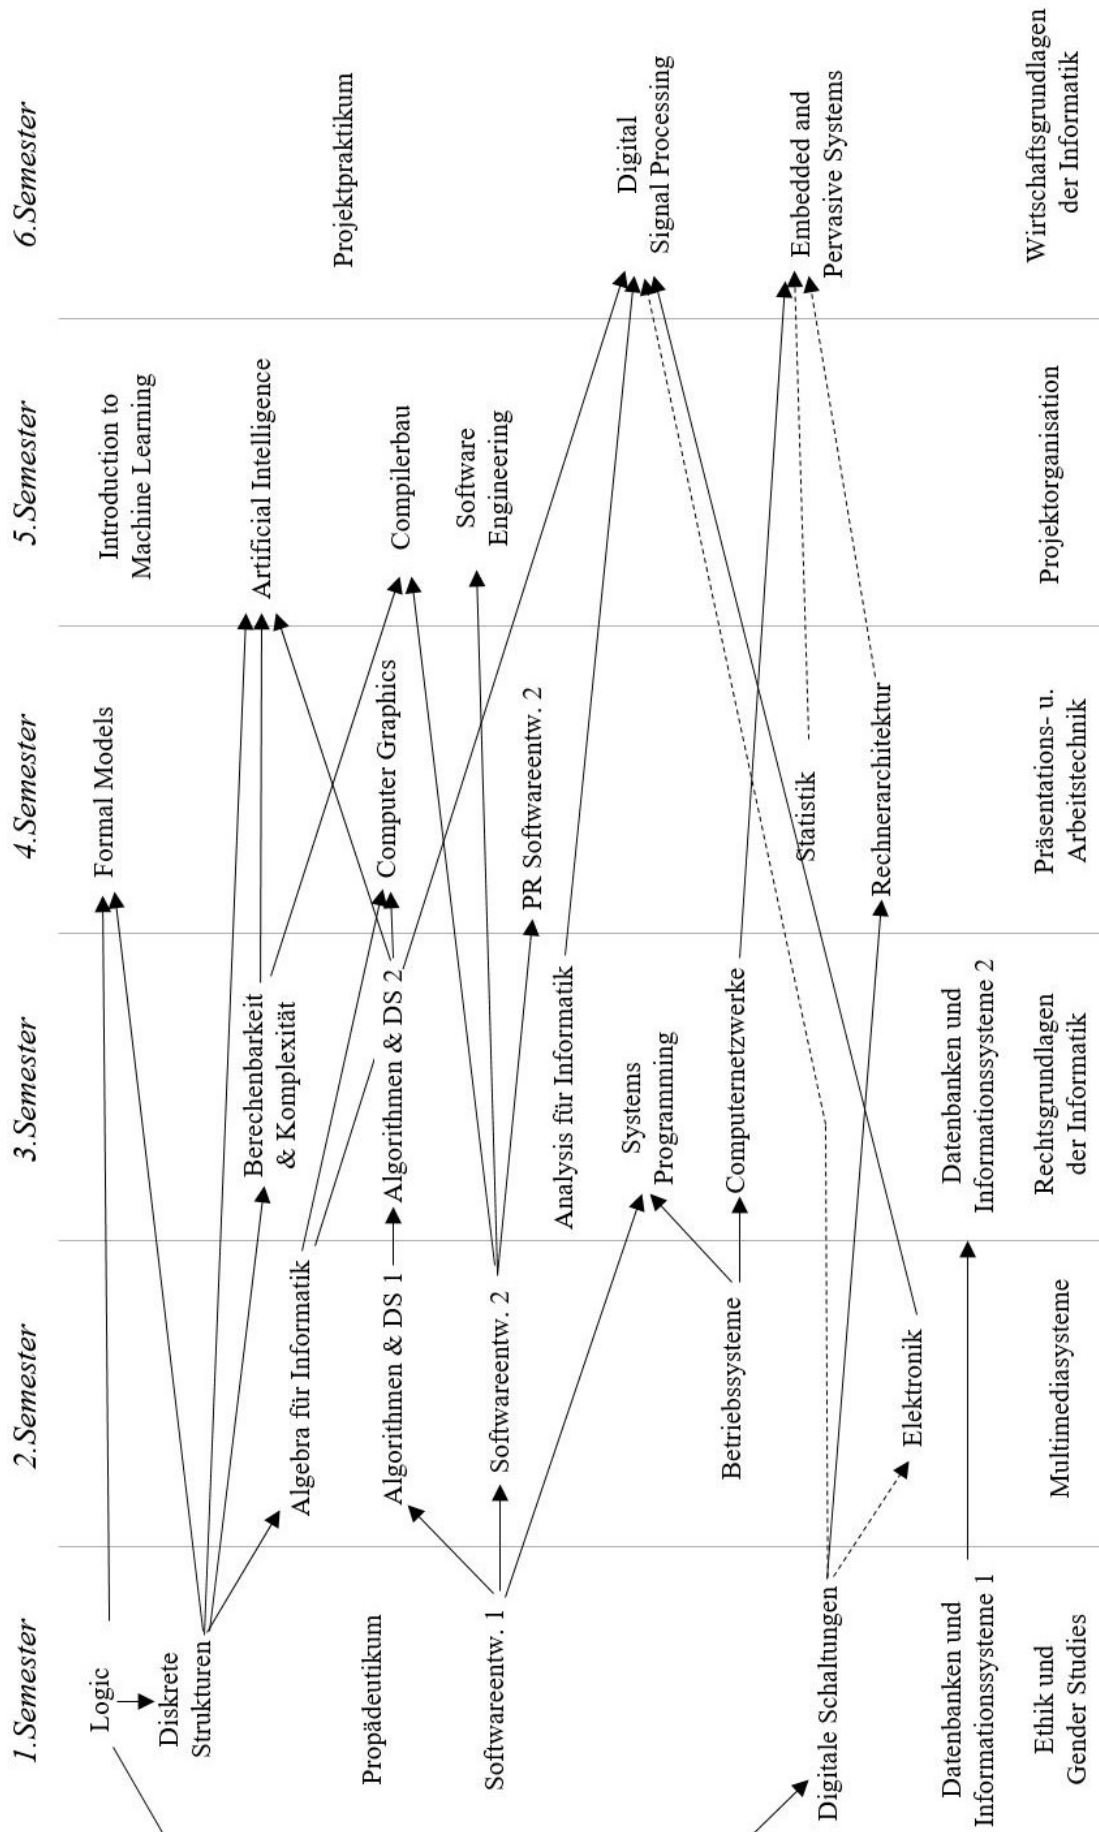 1.Semester
Logic
Diskrete
Strukturen
Propädeutikum
Softwareentw. 1
Digitale Schaltungen
Datenbanken und
Informationssysteme 1
Ethik und
Gender Studies
2.Semester
Algebra für Informatik
Algorithmen & DS 1
Softwareentw. 2
Betriebssysteme
Elektronik
Multimediasysteme
3.Semester
Berechenbarkeit
& Komplexität
Algorithmen & DS 2
Analysis für Informatik
Systems
Programming
Computernetzwerke
Datenbanken und
Informationssysteme 2
Rechtsgrundlagen
der Informatik
4.Semester
Formal Models
Computer Graphics
PR Softwareentw. 2
Statistik
Rechnerarchitektur
Präsentations- u.
Arbeitstechnik
5.Semester
Introduction to
Machine Learning
Artificial Intelligence
Compilerbau
Software
Engineering
Projektorganisation
6.Semester
Projektpraktikum
Digital
Signal Processing
Embedded and
Pervasive Systems
Wirtschaftsgrundlagen
der Informatik